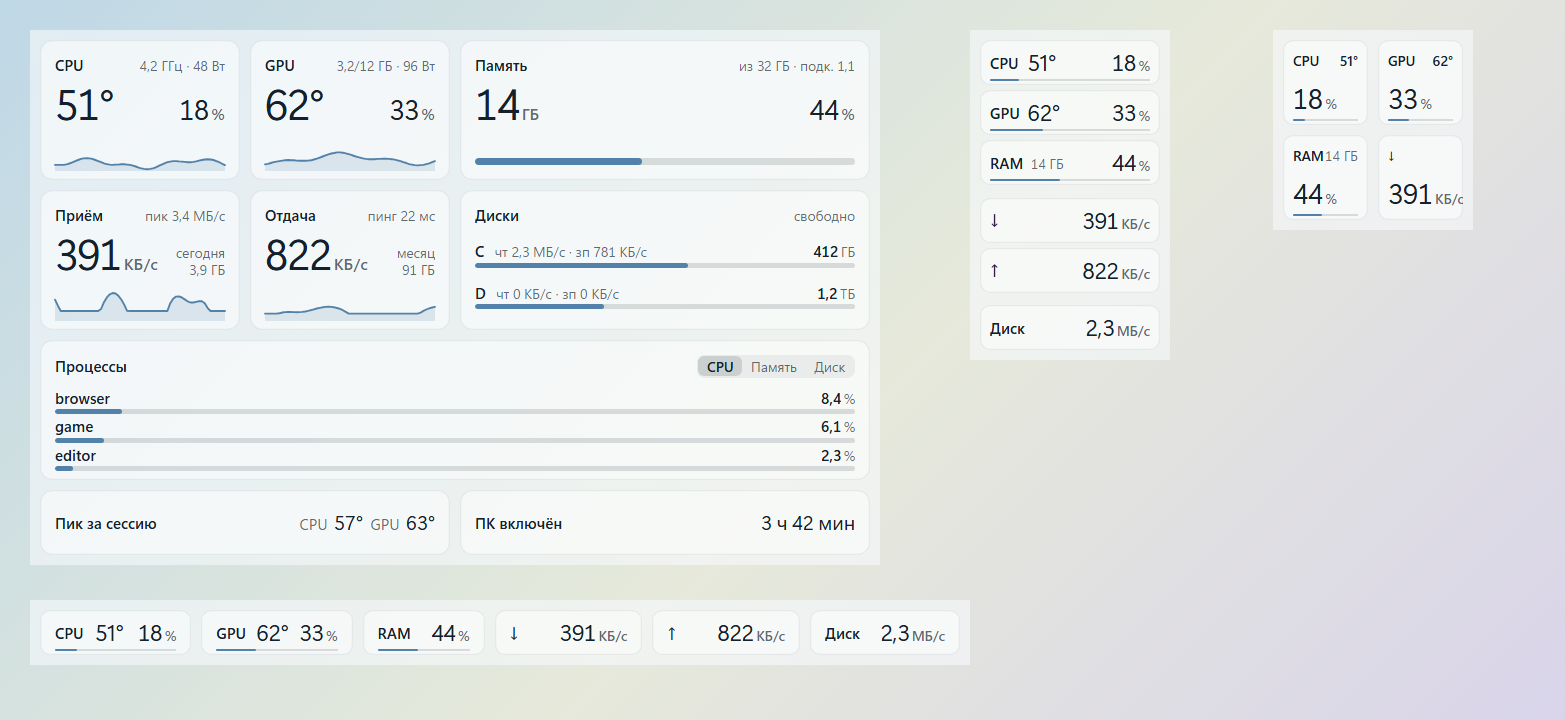 CPU 4,2 ГГц · 48 Вт
51° 18 %
GPU 3,2/12 ГБ · 96 Вт
62° 33 %
Память из 32 ГБ · подк. 1,1
14 ГБ 44 %
Приём пик 3,4 МБ/с
391 КБ/с сегодня
3,9 ГБ
Отдача пинг 22 мс
822 КБ/с месяц
91 ГБ
Диски свободно
C чт 2,3 МБ/с · зп 781 КБ/с 412 ГБ
D чт 0 КБ/с · зп 0 КБ/с 1,2 ТБ
Процессы CPU Память Диск
browser 8,4 %
game 6,1 %
editor 2,3 %
Пик за сессию CPU 57° GPU 63°
ПК включён 3 ч 42 мин
CPU 51° 18 %
GPU 62° 33 %
RAM 14 ГБ 44 %
↓ 391 КБ/с
↑ 822 КБ/с
Диск 2,3 МБ/с
CPU 51°
18 %
GPU 62°
33 %
RAM 14 ГБ
44 %
↓
391 КБ/с
CPU 51° 18 %
GPU 62° 33 %
RAM 44 %
↓ 391 КБ/с
↑ 822 КБ/с
Диск 2,3 МБ/с